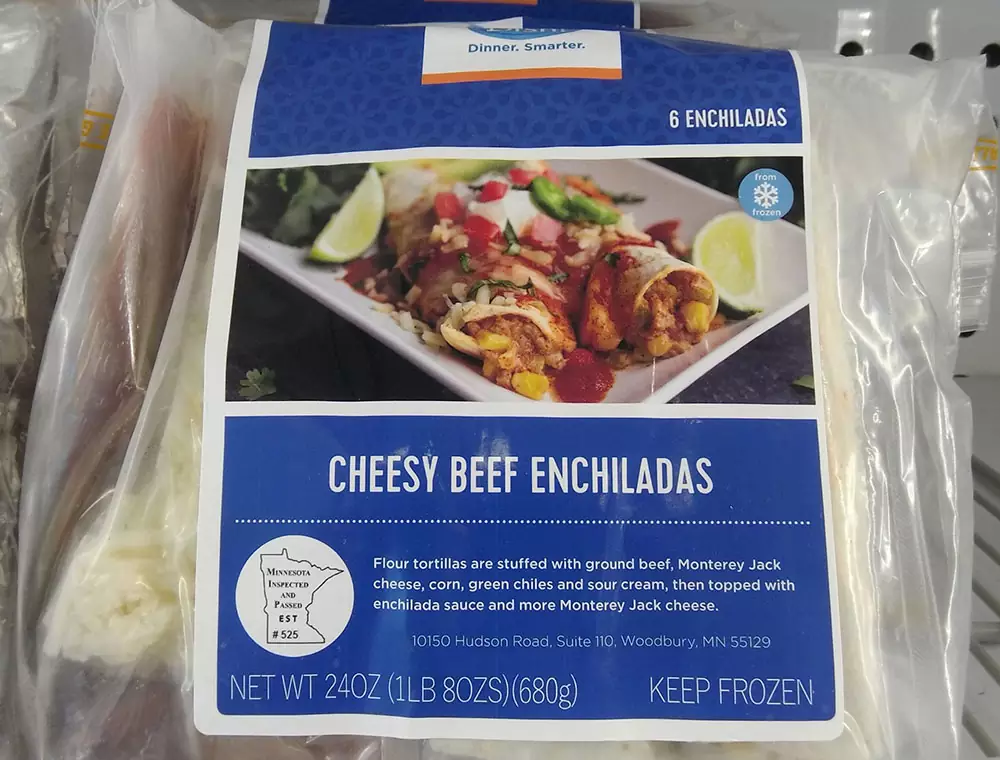 Dinner. Smarter.
6 ENCHILADAS
from
frozen
CHEESY BEEF ENCHILADAS
MINNESOTA
INSPECTED
AND
PASSED
EST
# 525
Flour tortillas are stuffed with ground beef, Monterey Jack
cheese, corn, green chiles and sour cream, then topped with
enchilada sauce and more Monterey Jack cheese.
10150 Hudson Road, Suite 110, Woodbury, MN 55129
NET WT 24OZ (1LB 8OZS)(680g)
KEEP FROZEN